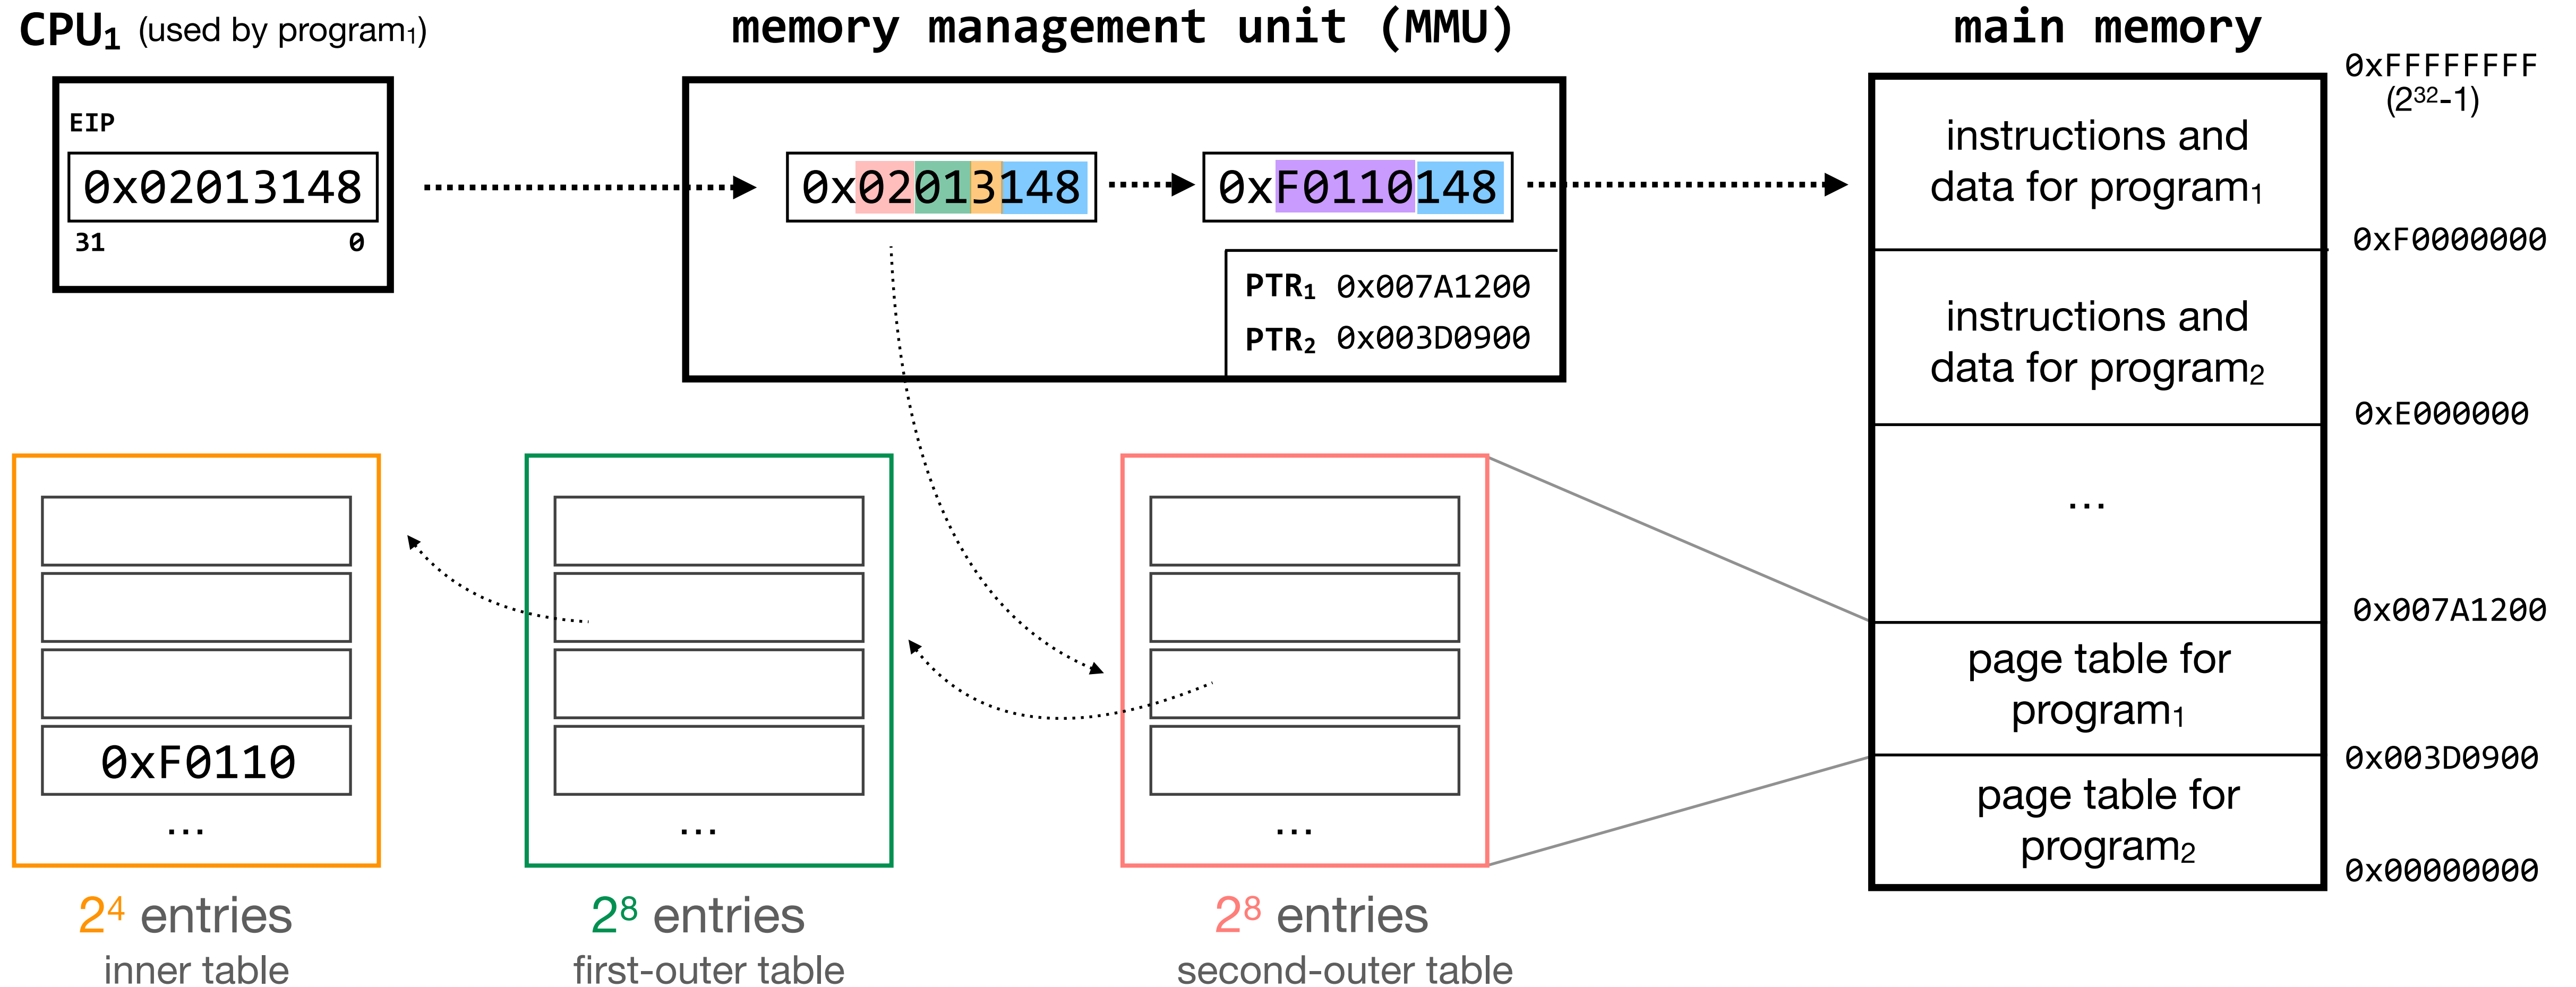 CPU₁ (used by program₁)
EIP
0x02013148
31 0
memory management unit (MMU)
0x02013148
0xF0110148
PTR₁ 0x007A1200
PTR₂ 0x003D0900
main memory
0xFFFFFFFF
(2³²-1)
instructions and
data for program₁
0xF0000000
instructions and
data for program₂
0xE000000
...
0x007A1200
page table for
program₁
0x003D0900
page table for
program₂
0x00000000
0xF0110
...
2⁴ entries
inner table
...
2⁸ entries
first-outer table
...
2⁸ entries
second-outer table